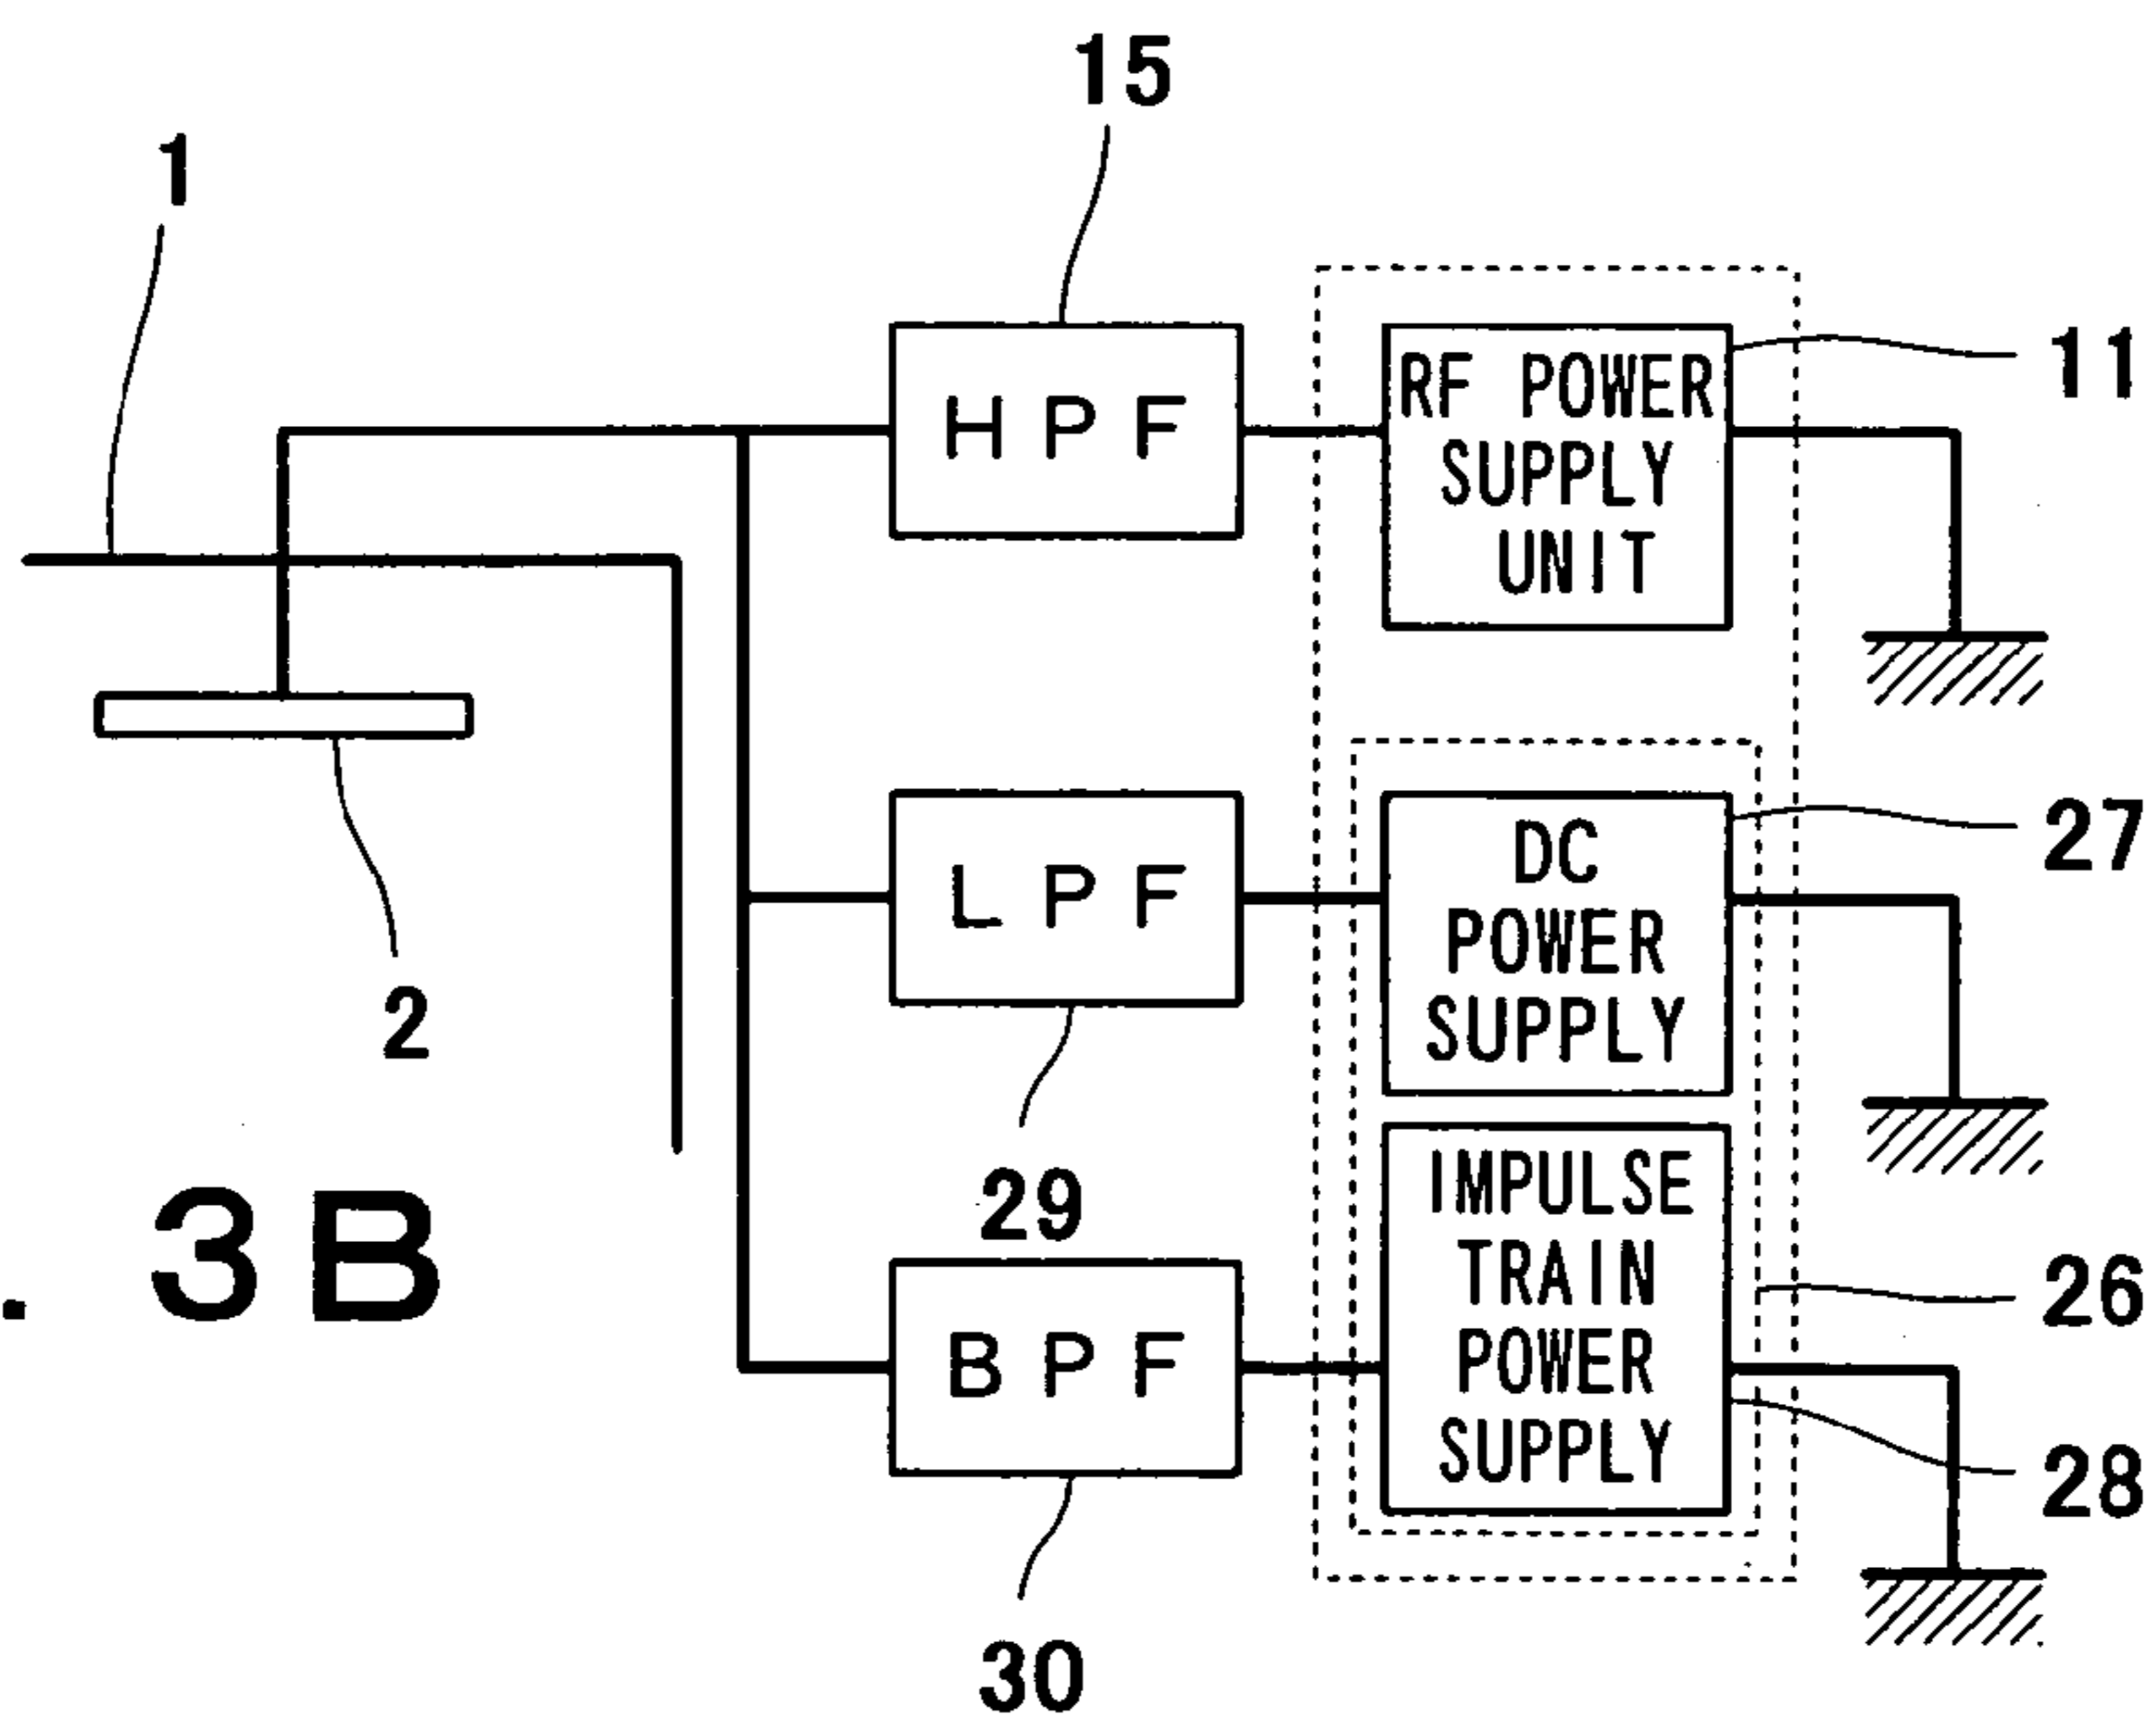 15
1
11
HPF
RF POWER
SUPPLY
UNIT
2
27
LPF
DC
POWER
SUPPLY
29
. 3B
26
BPF
IMPULSE
TRAIN
POWER
SUPPLY
28
30